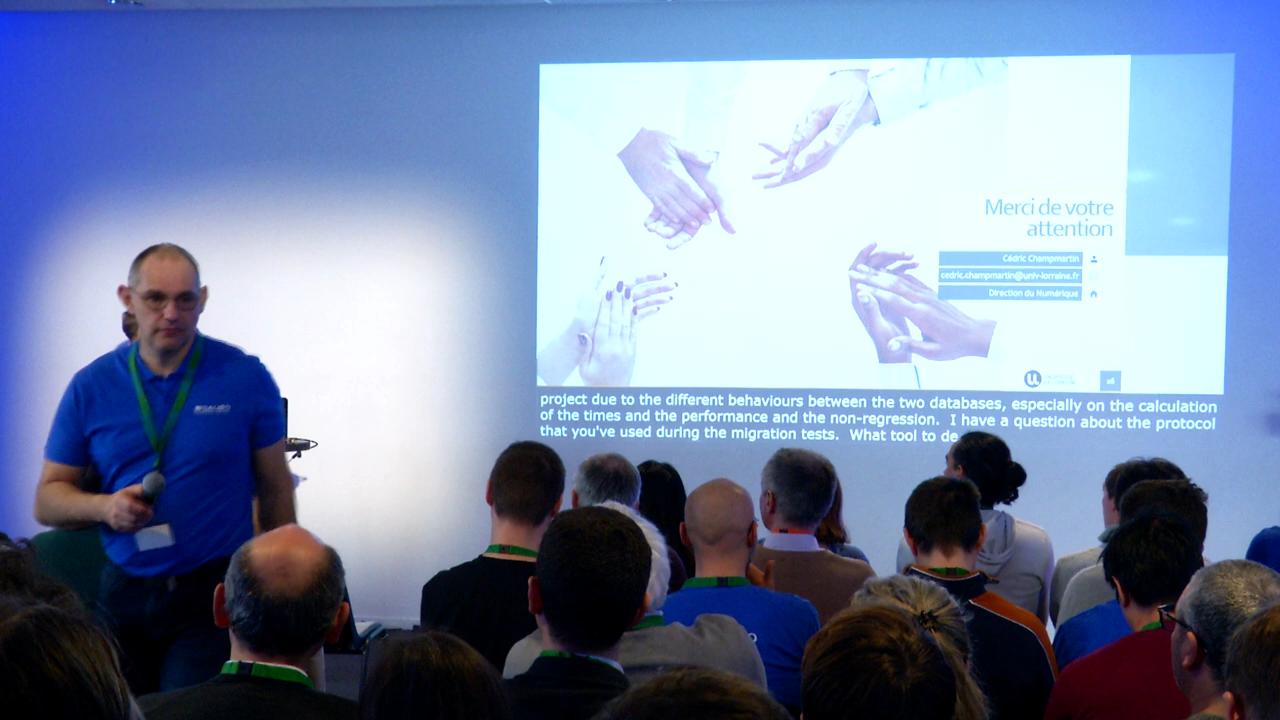 Merci de votre
attention
Cédric Champmartin
cedric.champmartin@univ-lorraine.fr
Direction du Numérique
project due to the different behaviours between the two databases, especially on the calculation
of the times and the performance and the non-regression. I have a question about the protocol
that you've used during the migration tests. What tool to de